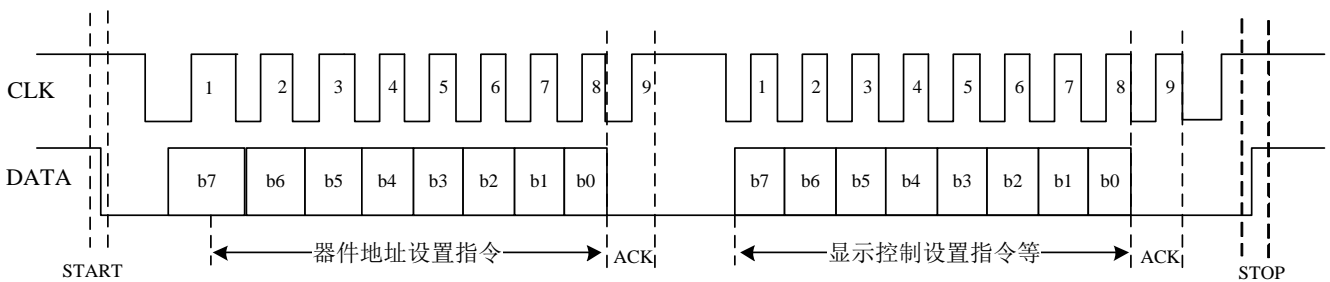 CLK
1 2 3 4 5 6 7 8 9 1 2 3 4 5 6 7 8 9
DATA
b7 b6 b5 b4 b3 b2 b1 b0 b7 b6 b5 b4 b3 b2 b1 b0
START
器件地址设置指令 ACK 显示控制设置指令等 ACK
STOP